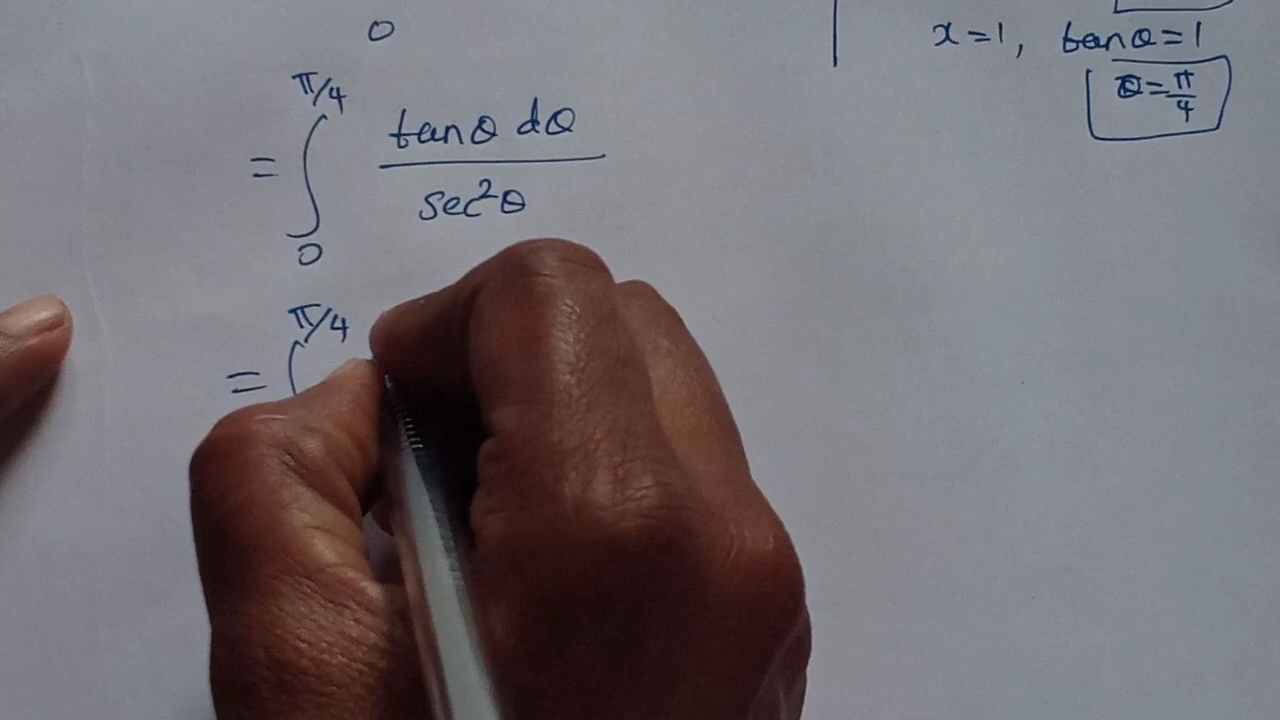 0
x=1, tanθ=1
θ=π/4
π/4
= ∫ tanθ dθ
sec²θ
0
π/4
= ∫